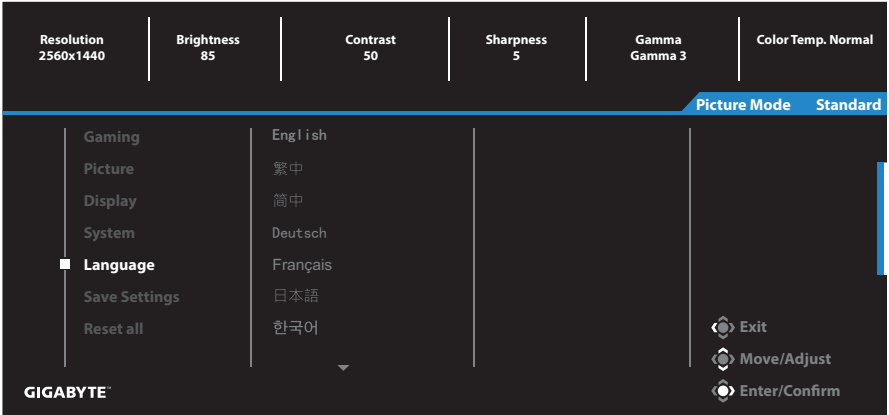 Resolution
2560x1440
Brightness
85
Contrast
50
Sharpness
5
Gamma
Gamma 3
Color Temp. Normal
Picture Mode Standard
Gaming
Picture
Display
System
Language
Save Settings
Reset all
English
繁中
简中
Deutsch
Français
日本語
한국어
Exit
Move/Adjust
Enter/Confirm
GIGABYTE™